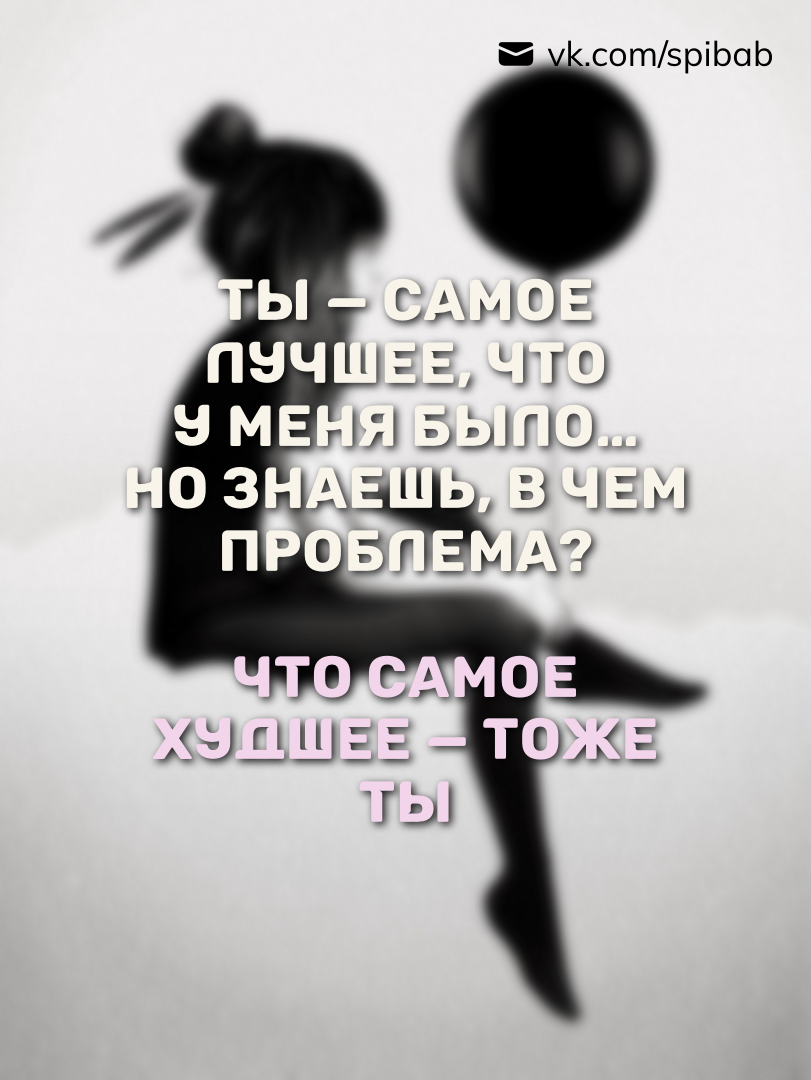 vk.com/spibab
ТЫ — САМОЕ
ЛУЧШЕЕ, ЧТО
У МЕНЯ БЫЛО...
НО ЗНАЕШЬ, В ЧЕМ
ПРОБЛЕМА?
ЧТО САМОЕ
ХУДШЕЕ — ТОЖЕ
ТЫ